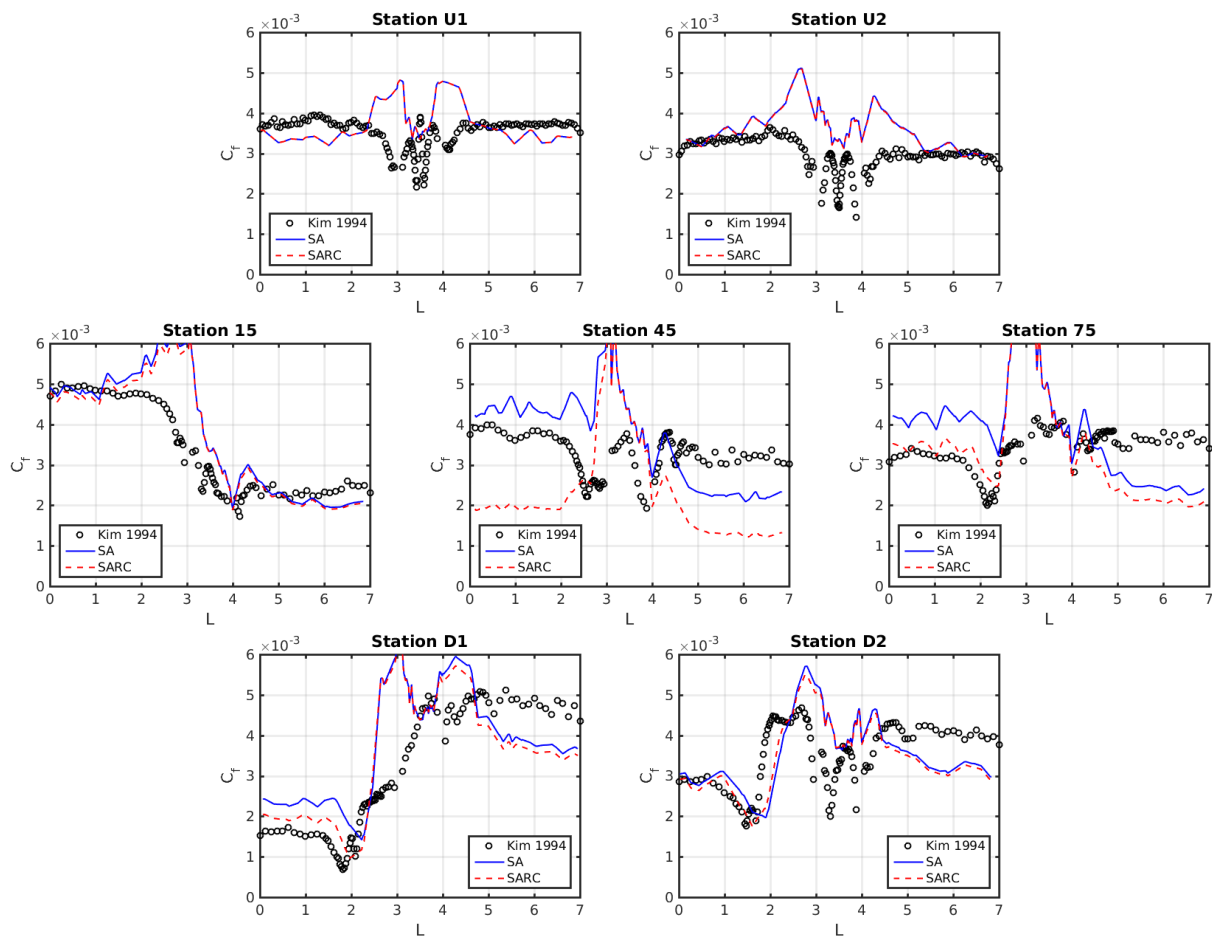 Station U1
×10⁻³
6
5
4
3
2
1
0
C_f
0 1 2 3 4 5 6 7
L
Kim 1994
SA
SARC
Station U2
×10⁻³
6
5
4
3
2
1
0
C_f
0 1 2 3 4 5 6 7
L
Kim 1994
SA
SARC
Station 15
×10⁻³
6
5
4
3
2
1
0
C_f
0 1 2 3 4 5 6 7
L
Kim 1994
SA
SARC
Station 45
×10⁻³
6
5
4
3
2
1
0
C_f
0 1 2 3 4 5 6 7
L
Kim 1994
SA
SARC
Station 75
×10⁻³
6
5
4
3
2
1
0
C_f
0 1 2 3 4 5 6 7
L
Kim 1994
SA
SARC
Station D1
×10⁻³
6
5
4
3
2
1
0
C_f
0 1 2 3 4 5 6 7
L
Kim 1994
SA
SARC
Station D2
×10⁻³
6
5
4
3
2
1
0
C_f
0 1 2 3 4 5 6 7
L
Kim 1994
SA
SARC